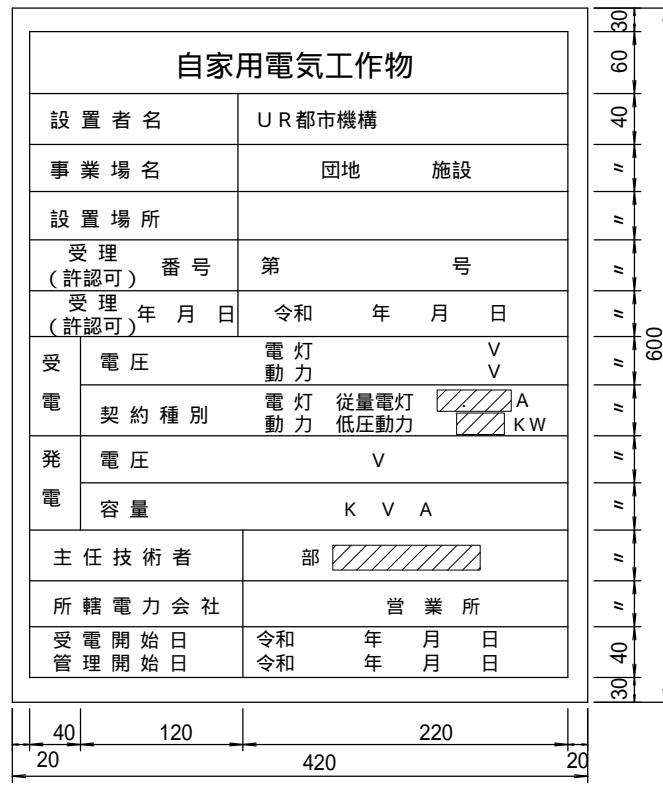 自家用電気工作物
設置者名 ＵＲ都市機構
事業場名 団地 施設
設置場所
受理
(許認可) 番号 第 号
受理
(許認可) 年 月 日 令和 年 月 日
受電 電圧 電灯 V
動力 V
契約種別 電灯 従量電灯 A
動力 低圧動力 KW
発電 電圧 V
容量 K V A
主任技術者 部
所轄電力会社 営業所
受電開始日 令和 年 月 日
管理開始日 令和 年 月 日
30
60
40
〃
〃
〃
〃
〃
〃
〃
〃
〃
〃
40
30
600
40 120 220
20 420 20